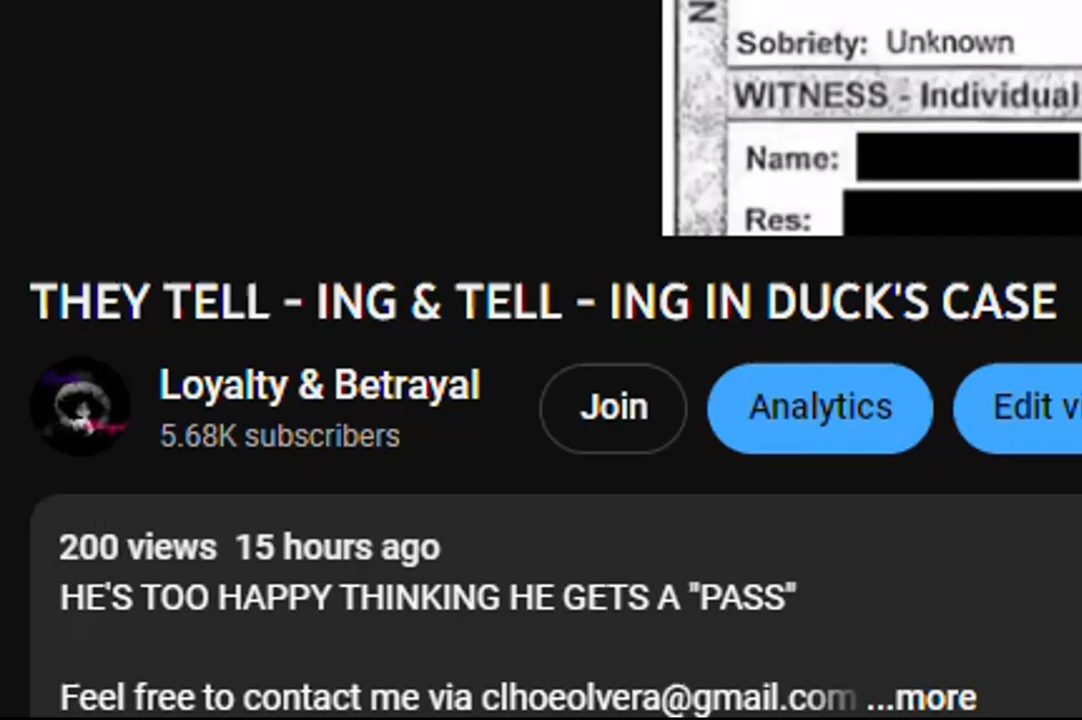 Sobriety: Unknown
WITNESS - Individual
Name:
Res:
THEY TELL - ING & TELL - ING IN DUCK'S CASE
Loyalty & Betrayal
5.68K subscribers
Join
Analytics
Edit v
200 views 15 hours ago
HE'S TOO HAPPY THINKING HE GETS A "PASS"
Feel free to contact me via clhoeolvera@gmail.com ...more